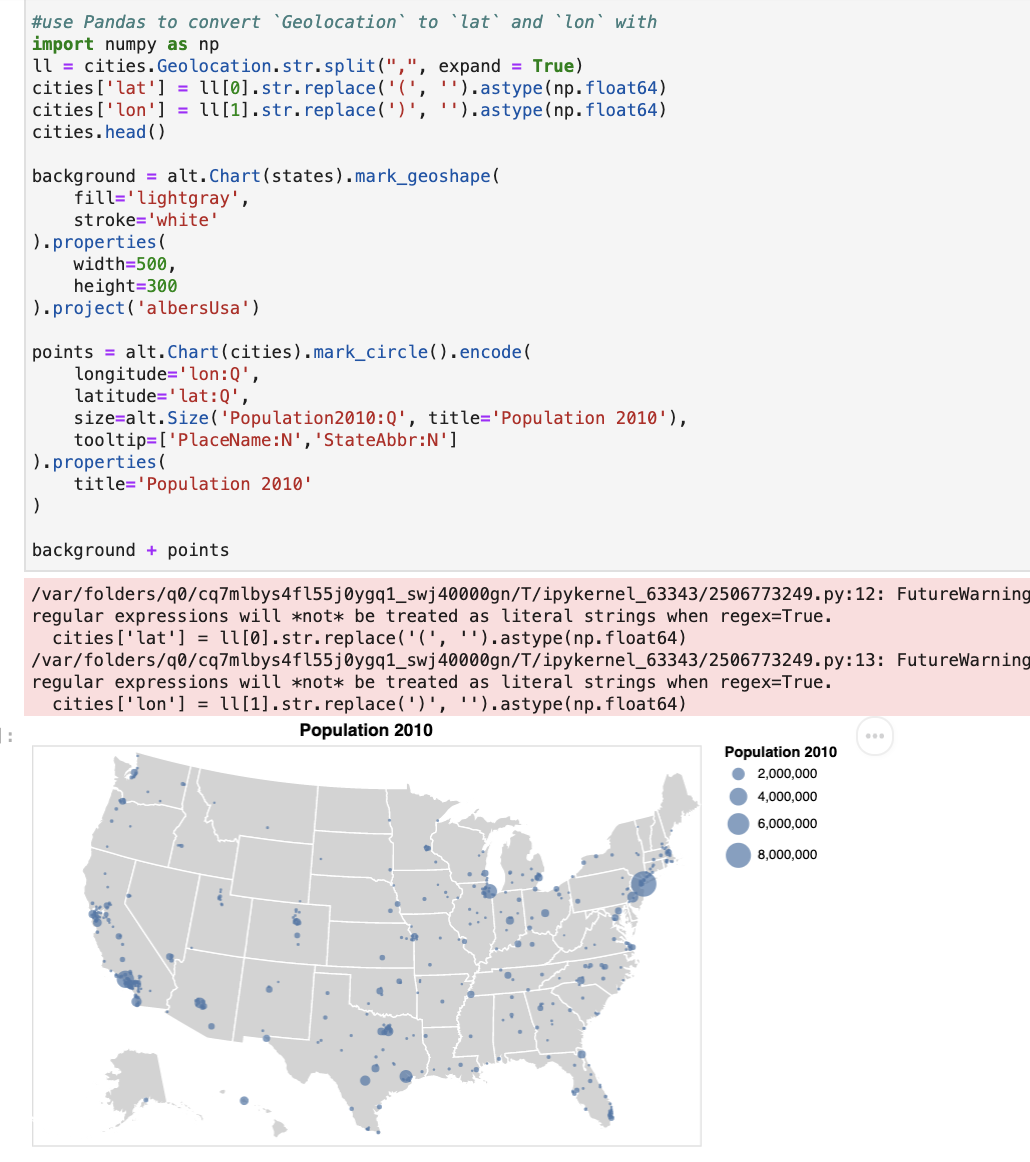 #use Pandas to convert `Geolocation` to `lat` and `lon` with
import numpy as np
ll = cities.Geolocation.str.split(",", expand = True)
cities['lat'] = ll[0].str.replace('(', '').astype(np.float64)
cities['lon'] = ll[1].str.replace(')', '').astype(np.float64)
cities.head()
background = alt.Chart(states).mark_geoshape(
    fill='lightgray',
    stroke='white'
).properties(
    width=500,
    height=300
).project('albersUsa')
points = alt.Chart(cities).mark_circle().encode(
    longitude='lon:Q',
    latitude='lat:Q',
    size=alt.Size('Population2010:Q', title='Population 2010'),
    tooltip=['PlaceName:N','StateAbbr:N']
).properties(
    title='Population 2010'
)
background + points
/var/folders/q0/cq7mlbys4fl55j0ygq1_swj40000gn/T/ipykernel_63343/2506773249.py:12: FutureWarning
regular expressions will *not* be treated as literal strings when regex=True.
  cities['lat'] = ll[0].str.replace('(', '').astype(np.float64)
/var/folders/q0/cq7mlbys4fl55j0ygq1_swj40000gn/T/ipykernel_63343/2506773249.py:13: FutureWarning
regular expressions will *not* be treated as literal strings when regex=True.
  cities['lon'] = ll[1].str.replace(')', '').astype(np.float64)
]:
Population 2010
Population 2010
2,000,000
4,000,000
6,000,000
8,000,000